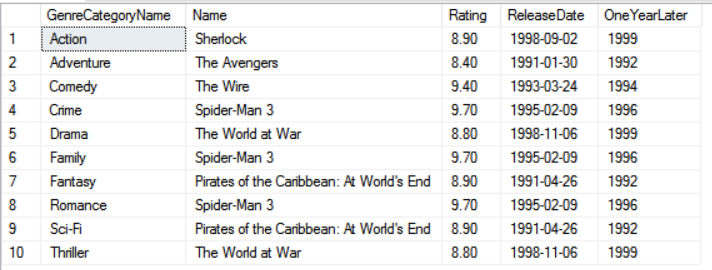 GenreCategoryName Name Rating ReleaseDate OneYearLater
1 Action Sherlock 8.90 1998-09-02 1999
2 Adventure The Avengers 8.40 1991-01-30 1992
3 Comedy The Wire 9.40 1993-03-24 1994
4 Crime Spider-Man 3 9.70 1995-02-09 1996
5 Drama The World at War 8.80 1998-11-06 1999
6 Family Spider-Man 3 9.70 1995-02-09 1996
7 Fantasy Pirates of the Caribbean: At World's End 8.90 1991-04-26 1992
8 Romance Spider-Man 3 9.70 1995-02-09 1996
9 Sci-Fi Pirates of the Caribbean: At World's End 8.90 1991-04-26 1992
10 Thriller The World at War 8.80 1998-11-06 1999